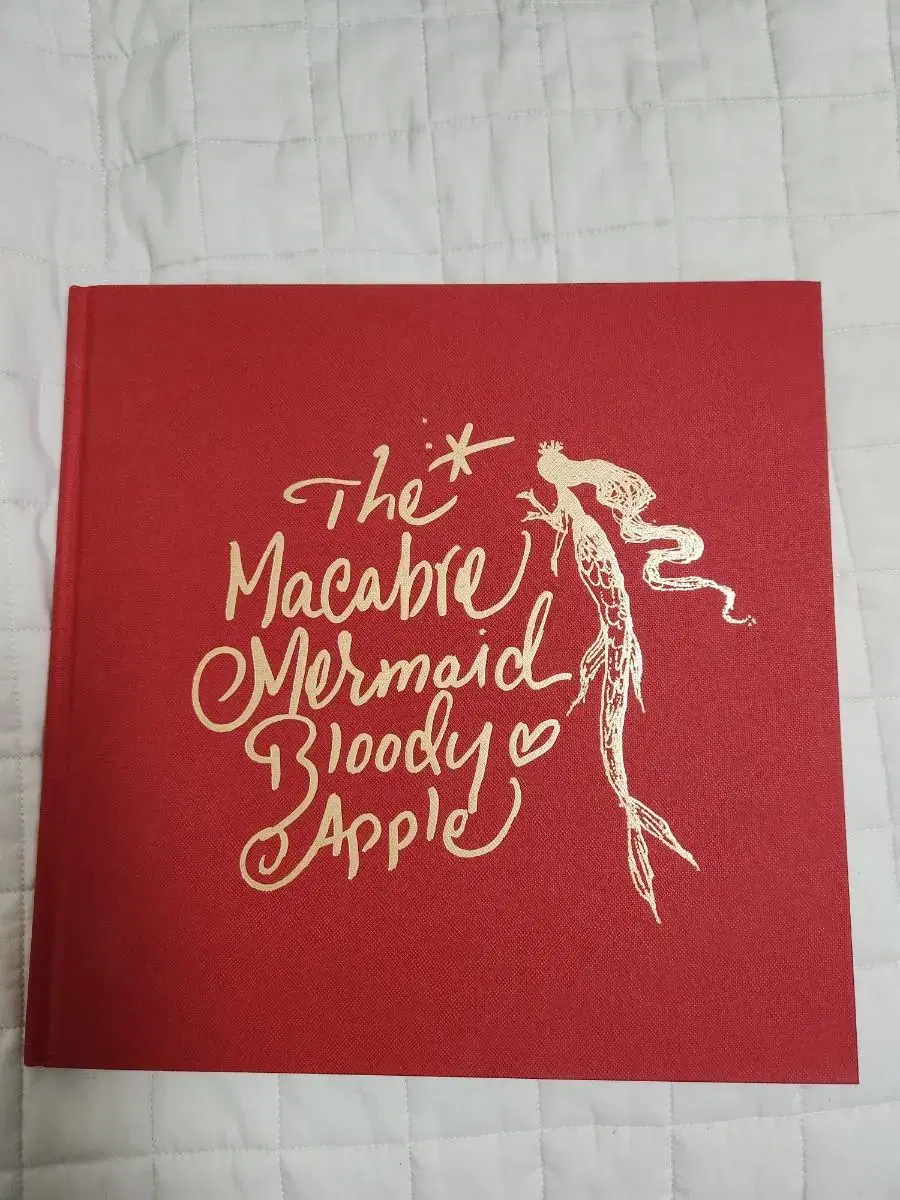 The
Macabre
Mermaid
Bloody
Apple